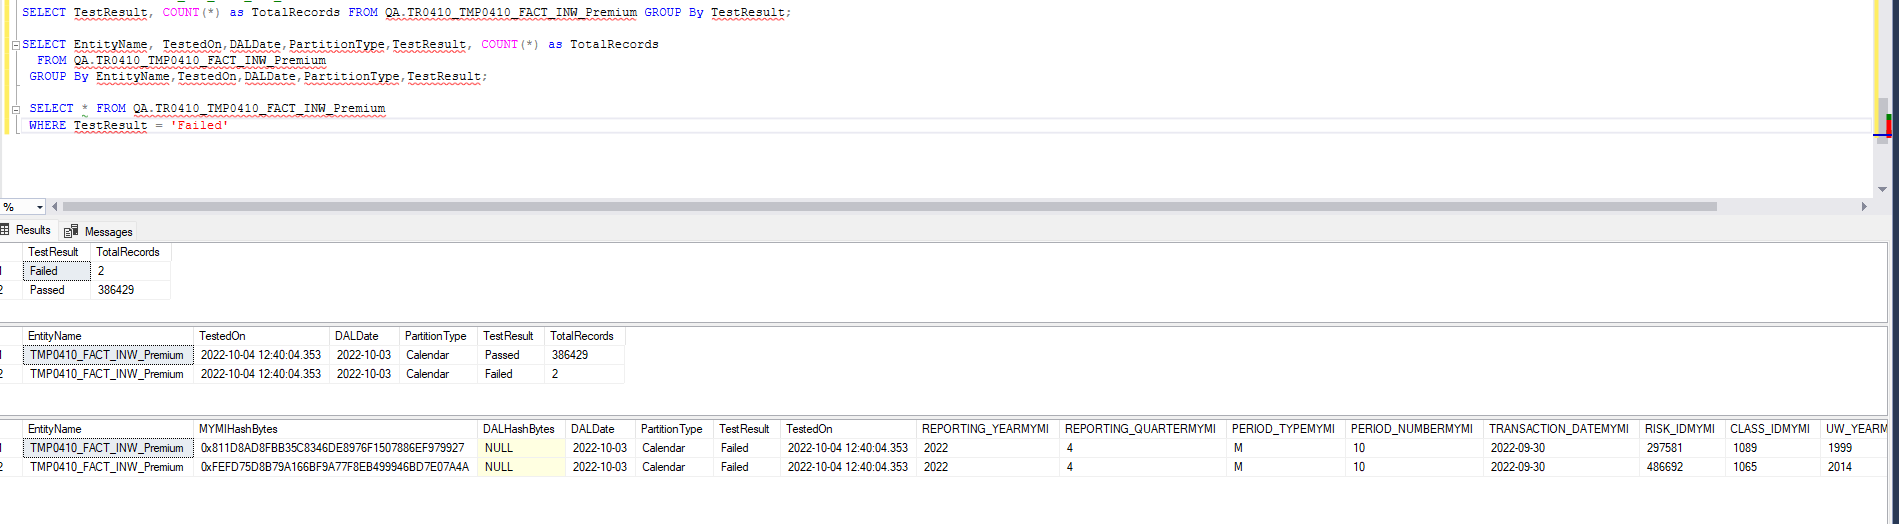 SELECT TestResult, COUNT(*) as TotalRecords FROM QA.TR0410_TMP0410_FACT_INW_Premium GROUP By TestResult;
SELECT EntityName, TestedOn,DALDate,PartitionType,TestResult, COUNT(*) as TotalRecords
FROM QA.TR0410_TMP0410_FACT_INW_Premium
GROUP By EntityName,TestedOn,DALDate,PartitionType,TestResult;
SELECT * FROM QA.TR0410_TMP0410_FACT_INW_Premium
WHERE TestResult = 'Failed'
%
Results Messages
TestResult TotalRecords
1 Failed 2
2 Passed 386429
EntityName TestedOn DALDate PartitionType TestResult TotalRecords
1 TMP0410_FACT_INW_Premium 2022-10-04 12:40:04.353 2022-10-03 Calendar Passed 386429
2 TMP0410_FACT_INW_Premium 2022-10-04 12:40:04.353 2022-10-03 Calendar Failed 2
EntityName MYMIHashBytes DALHashBytes DALDate PartitionType TestResult TestedOn REPORTING_YEARMYMI REPORTING_QUARTERMYMI PERIOD_TYPEMYMI PERIOD_NUMBERMYMI TRANSACTION_DATEMYMI RISK_IDMYMI CLASS_IDMYMI UW_YEARM
1 TMP0410_FACT_INW_Premium 0x811D8AD8FBB35C8346DE8976F1507886EF979927 NULL 2022-10-03 Calendar Failed 2022-10-04 12:40:04.353 2022 4 M 10 2022-09-30 297581 1089 1999
2 TMP0410_FACT_INW_Premium 0xFEFD75D8B79A166BF9A77F8EB499946BD7E07A4A NULL 2022-10-03 Calendar Failed 2022-10-04 12:40:04.353 2022 4 M 10 2022-09-30 486692 1065 2014